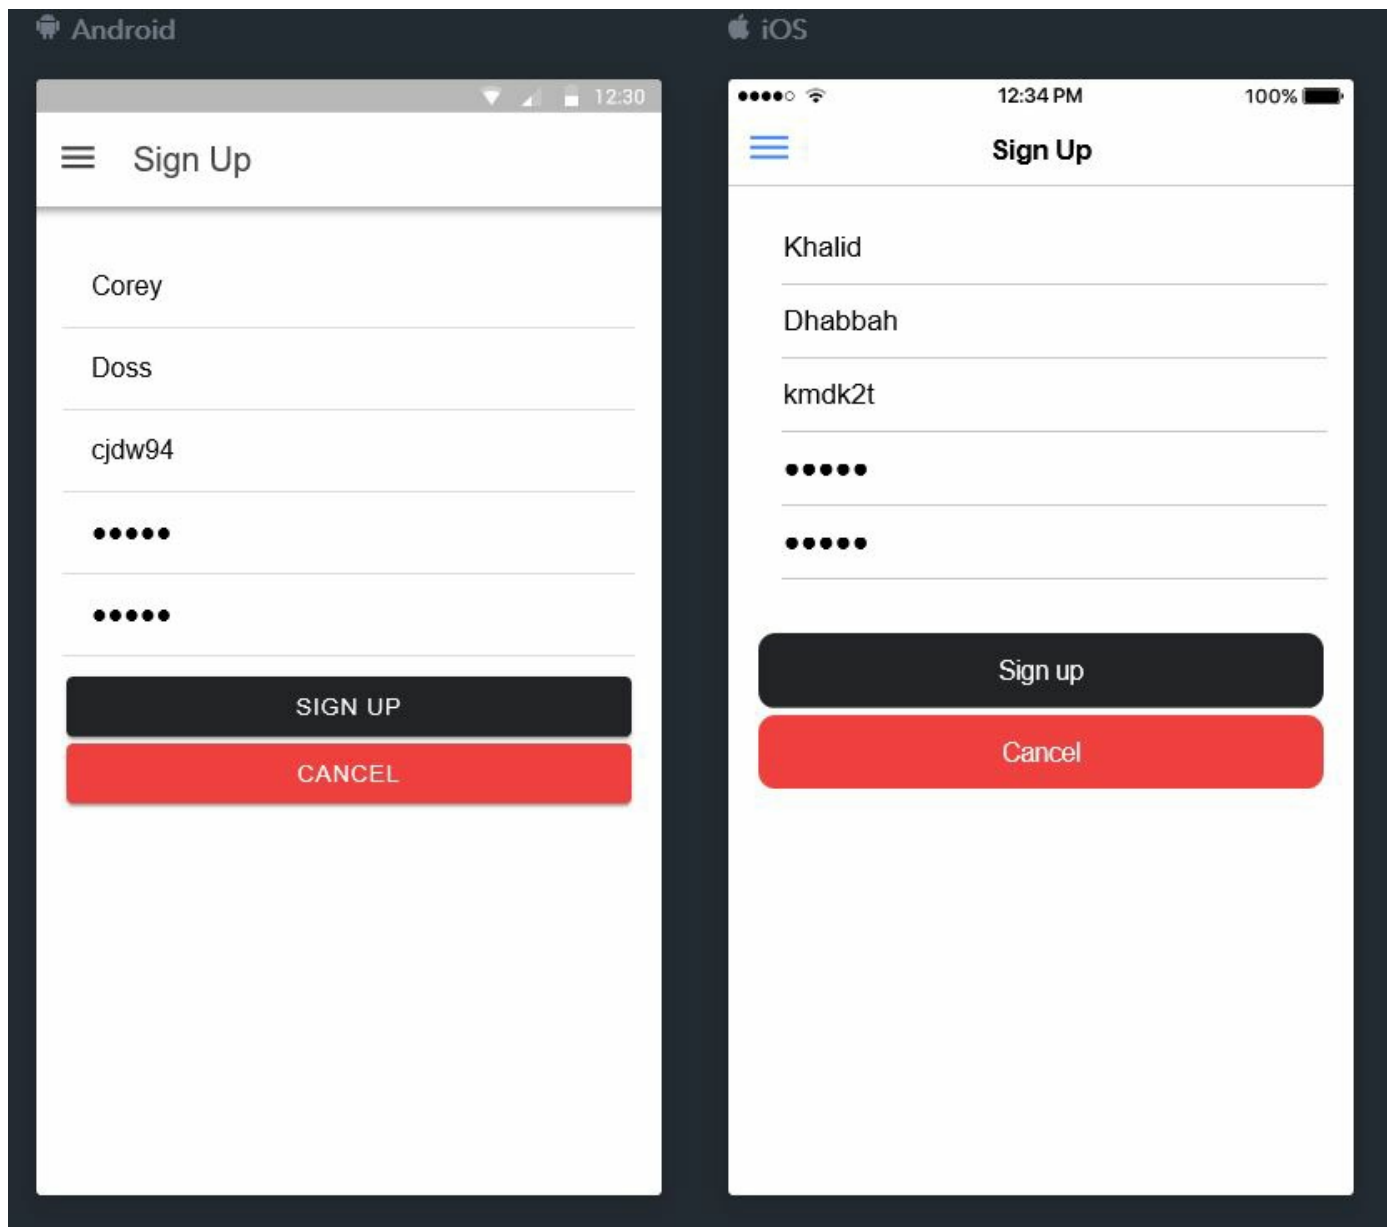 Android
12:30
Sign Up
Corey
Doss
cjdw94
•••••
•••••
SIGN UP
CANCEL
iOS
12:34 PM
100%
Sign Up
Khalid
Dhabbah
kmdk2t
•••••
•••••
Sign up
Cancel